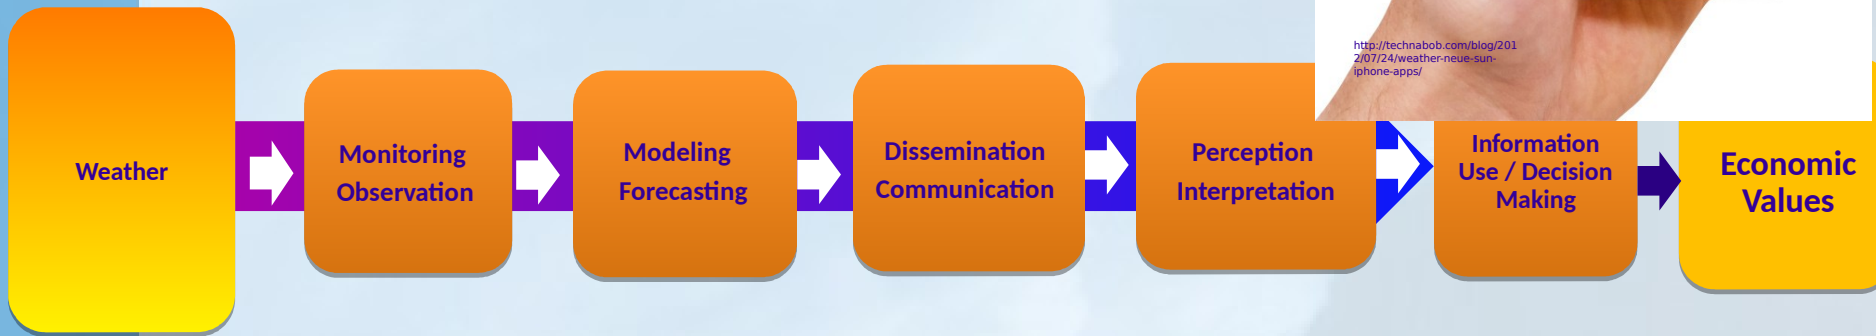 http://technabob.com/blog/201
2/07/24/weather-neue-sun-
iphone-apps/
Weather
Monitoring
Observation
Modeling
Forecasting
Dissemination
Communication
Perception
Interpretation
Information
Use / Decision
Making
Economic
Values